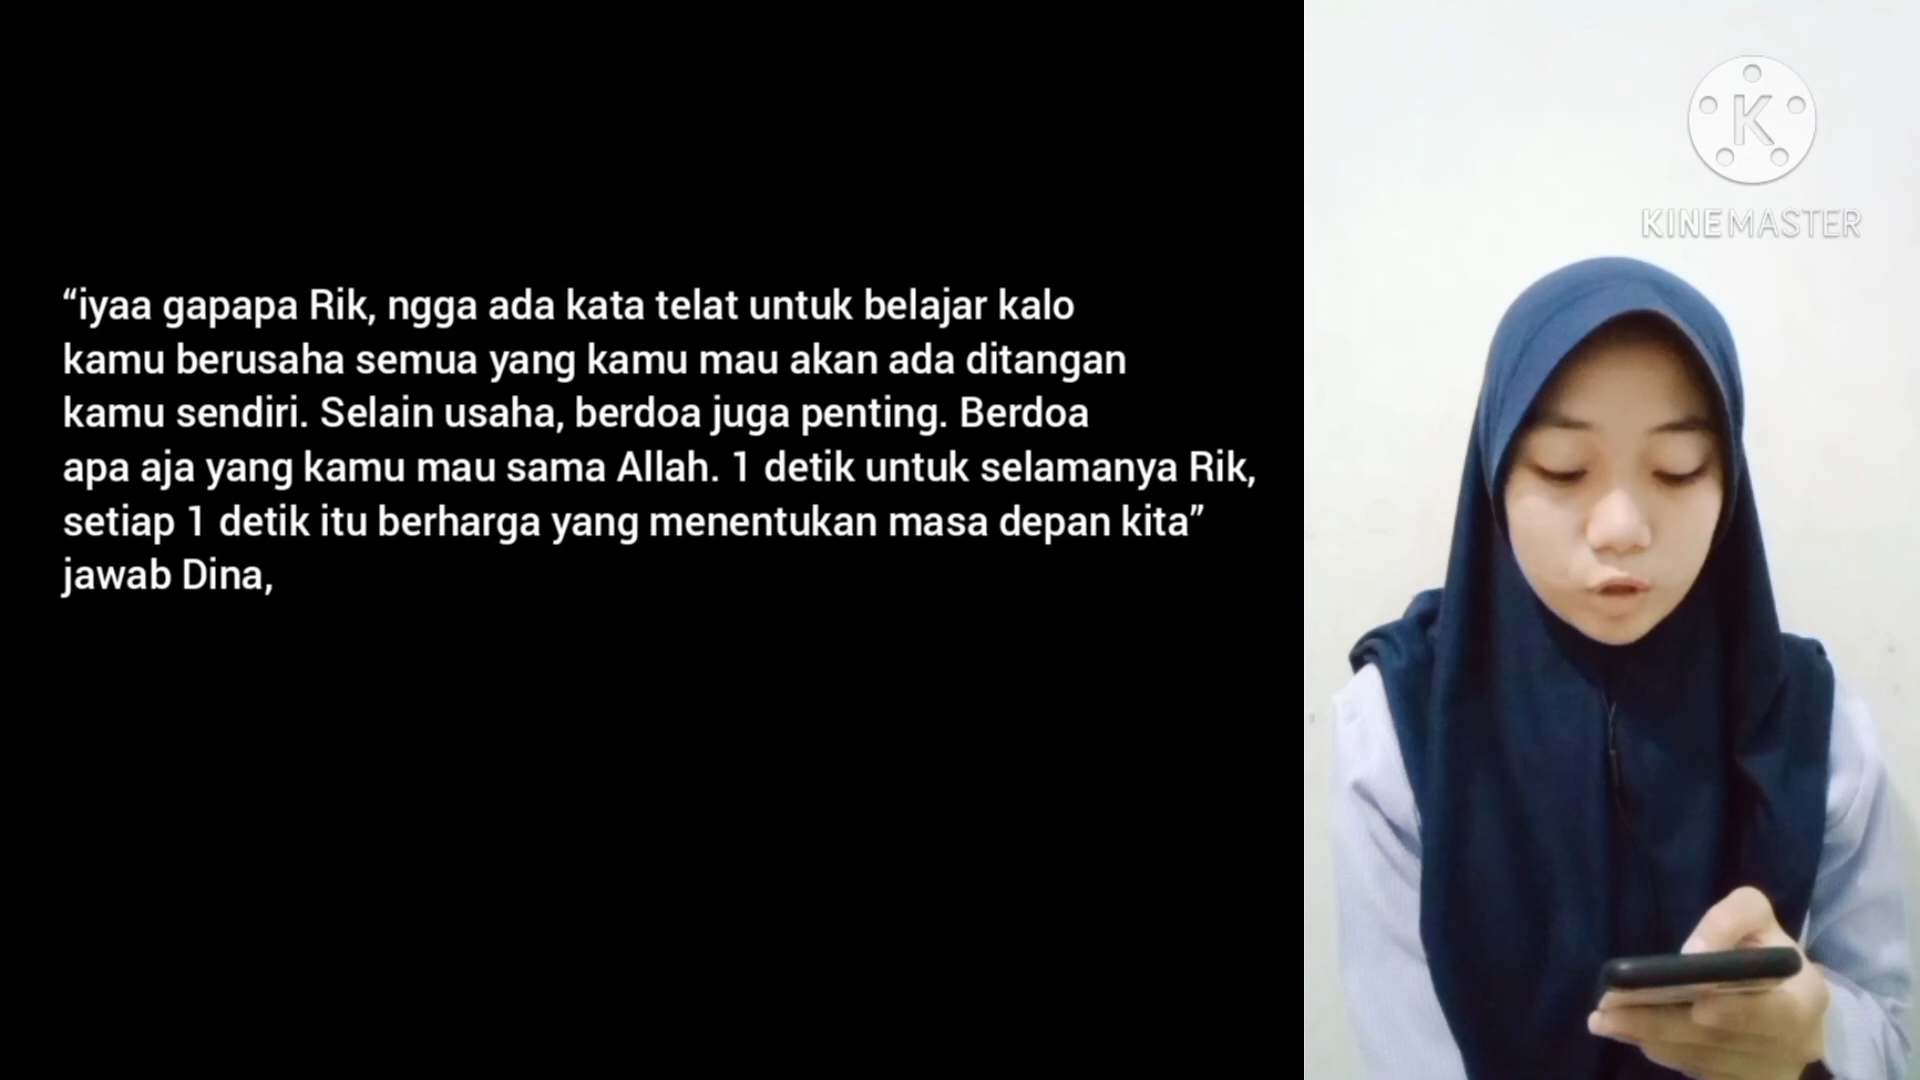 “iyaa gapapa Rik, ngga ada kata telat untuk belajar kalo
kamu berusaha semua yang kamu mau akan ada ditangan
kamu sendiri. Selain usaha, berdoa juga penting. Berdoa
apa aja yang kamu mau sama Allah. 1 detik untuk selamanya Rik,
setiap 1 detik itu berharga yang menentukan masa depan kita”
jawab Dina,
K
KINEMASTER